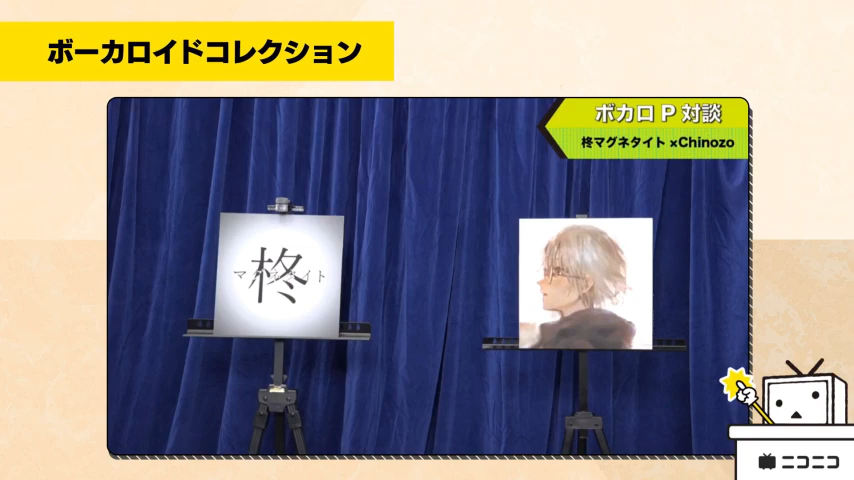 ボーカロイドコレクション
ボカロP対談
柊マグネタイト×Chinozo
柊
マグネタイト
ニコニコ